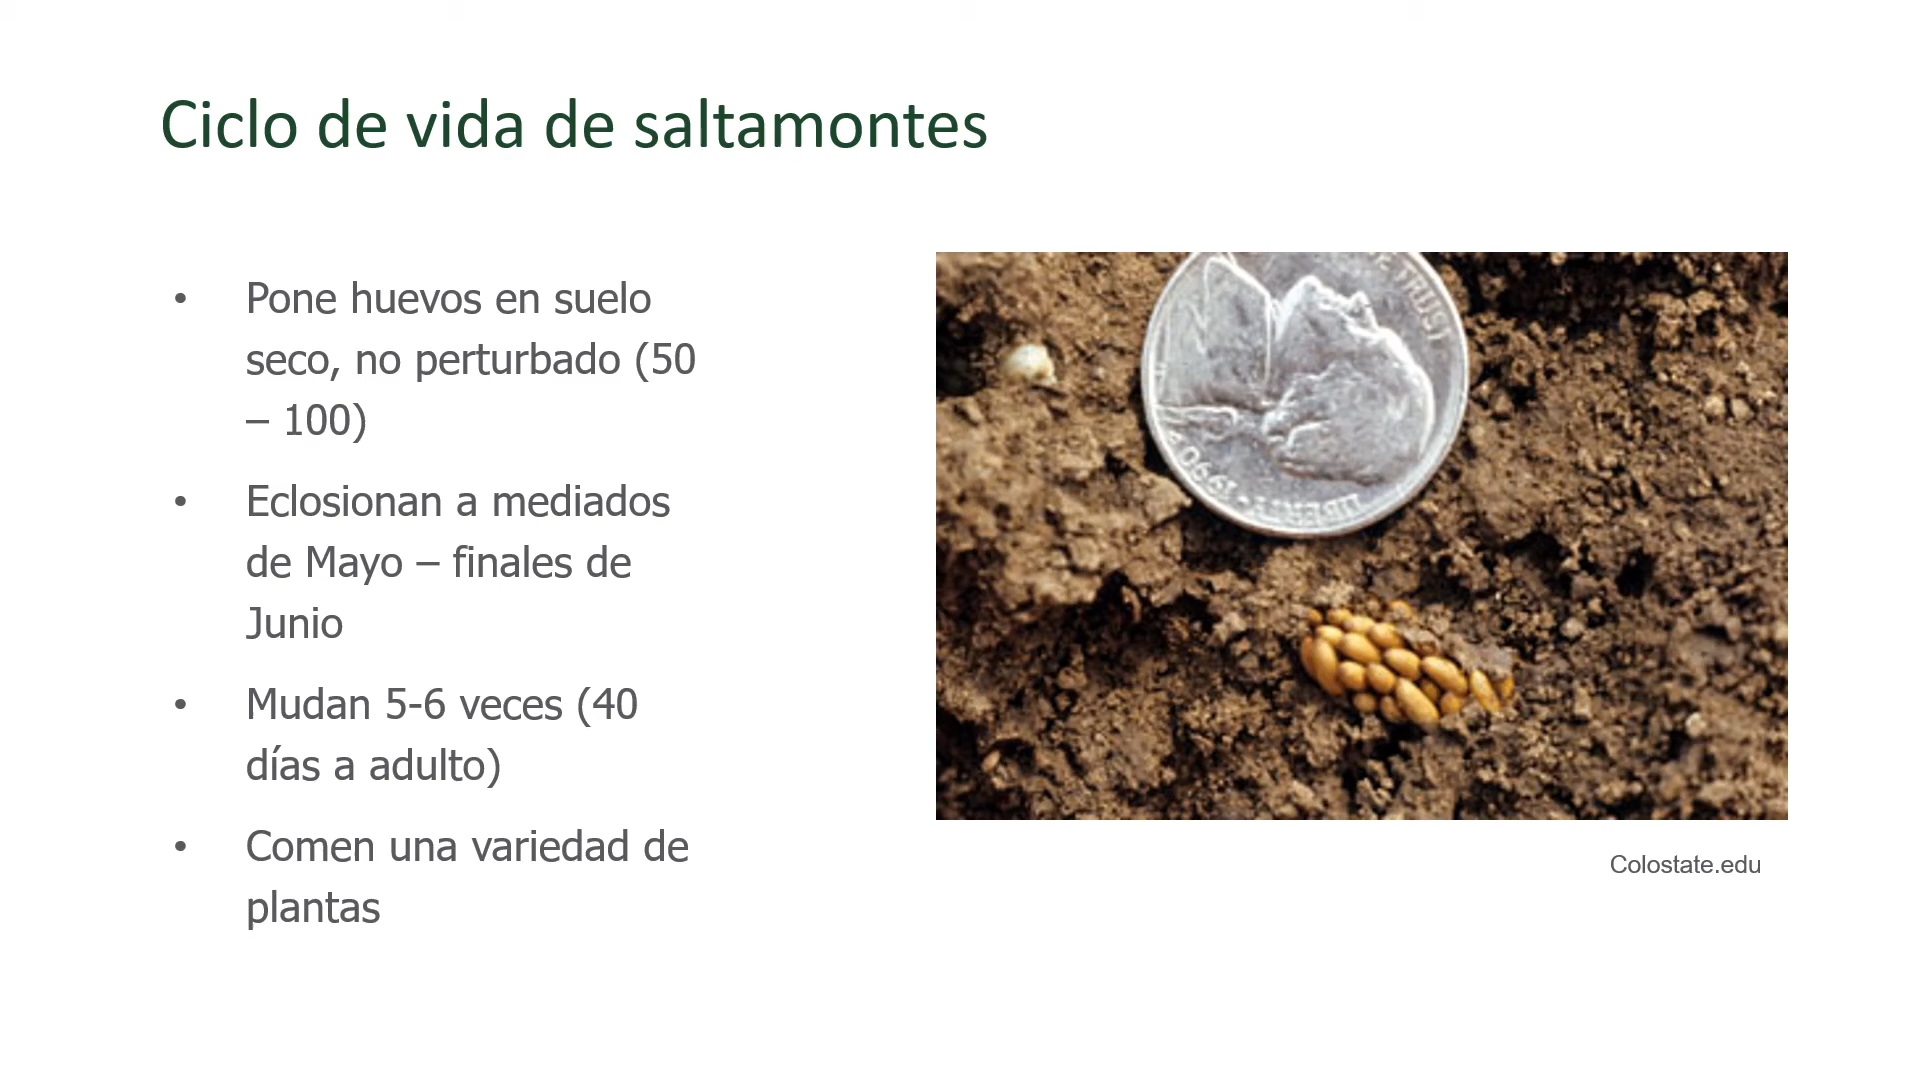 Ciclo de vida de saltamontes
• Pone huevos en suelo
seco, no perturbado (50
– 100)
• Eclosionan a mediados
de Mayo – finales de
Junio
• Mudan 5-6 veces (40
días a adulto)
• Comen una variedad de
plantas
TRUST
Colostate.edu